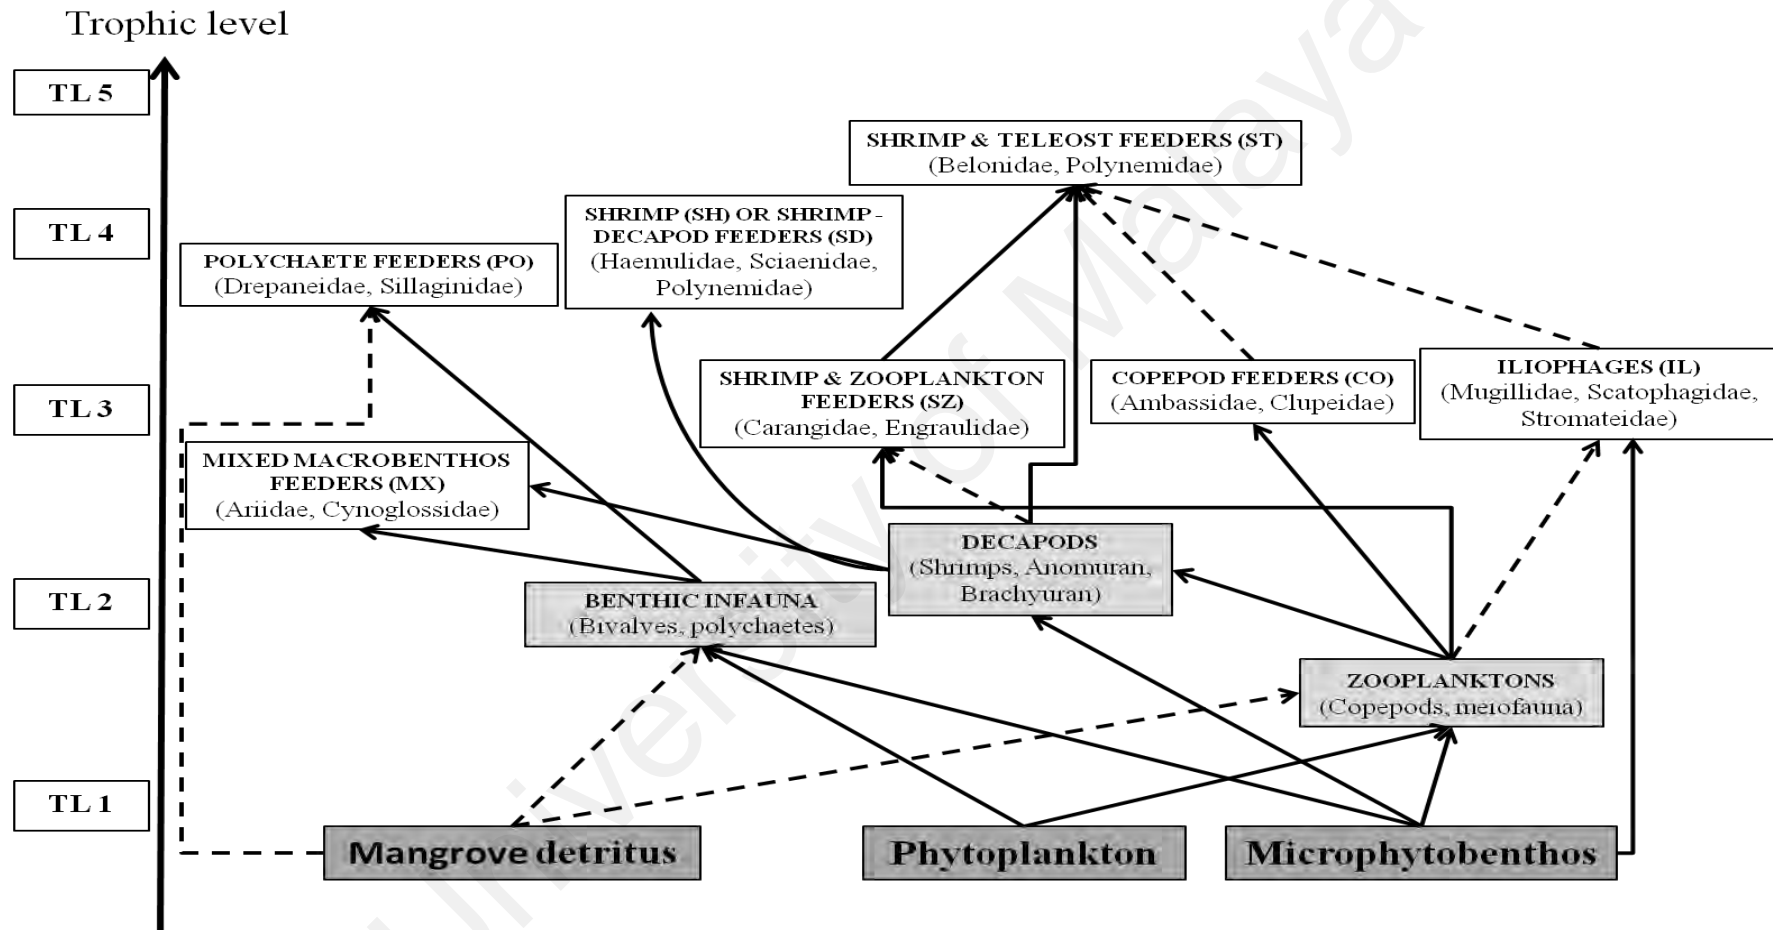 Trophic level
TL 5
SHRIMP & TELEOST FEEDERS (ST)
(Belonidae, Polynemidae)
TL 4
SHRIMP (SH) OR SHRIMP -
DECAPOD FEEDERS (SD)
(Haemulidae, Sciaenidae,
Polynemidae)
POLYCHAETE FEEDERS (PO)
(Drepaneidae, Sillaginidae)
TL 3
SHRIMP & ZOOPLANKTON
FEEDERS (SZ)
(Carangidae, Engraulidae)
COPEPOD FEEDERS (CO)
(Ambassidae, Clupeidae)
ILIOPHAGES (IL)
(Mugillidae, Scatophagidae,
Stromateidae)
MIXED MACROBENTHOS
FEEDERS (MX)
(Ariidae, Cynoglossidae)
TL 2
DECAPODS
(Shrimps, Anomuran,
Brachyuran)
BENTHIC INFAUNA
(Bivalves, polychaetes)
ZOOPLANKTONS
(Copepods, meiofauna)
TL 1
Mangrove detritus
Phytoplankton
Microphytobenthos
University of Malaya